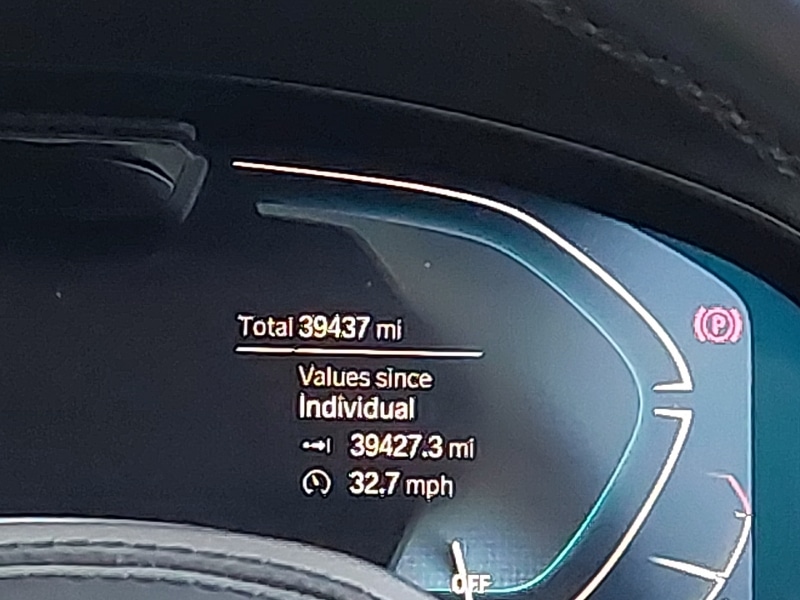 Total 39437 mi
P
Values since
Individual
39427.3 mi
32.7 mph
OFF